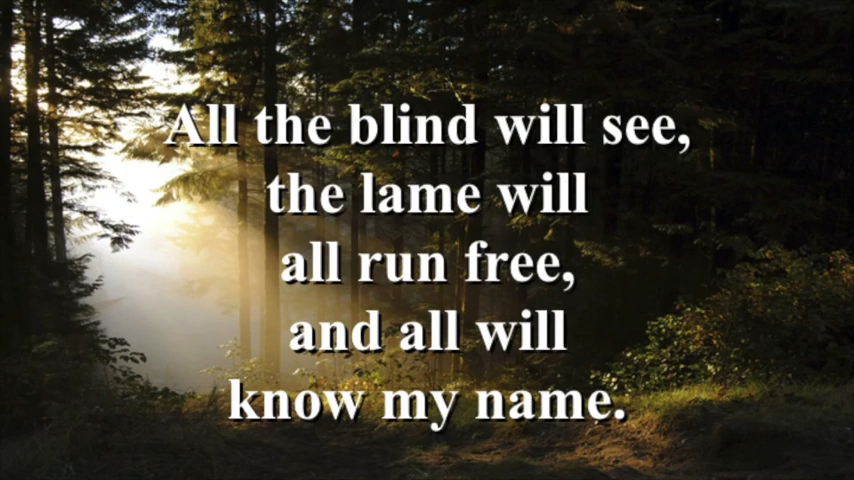 All the blind will see,
the lame will
all run free,
and all will
know my name.